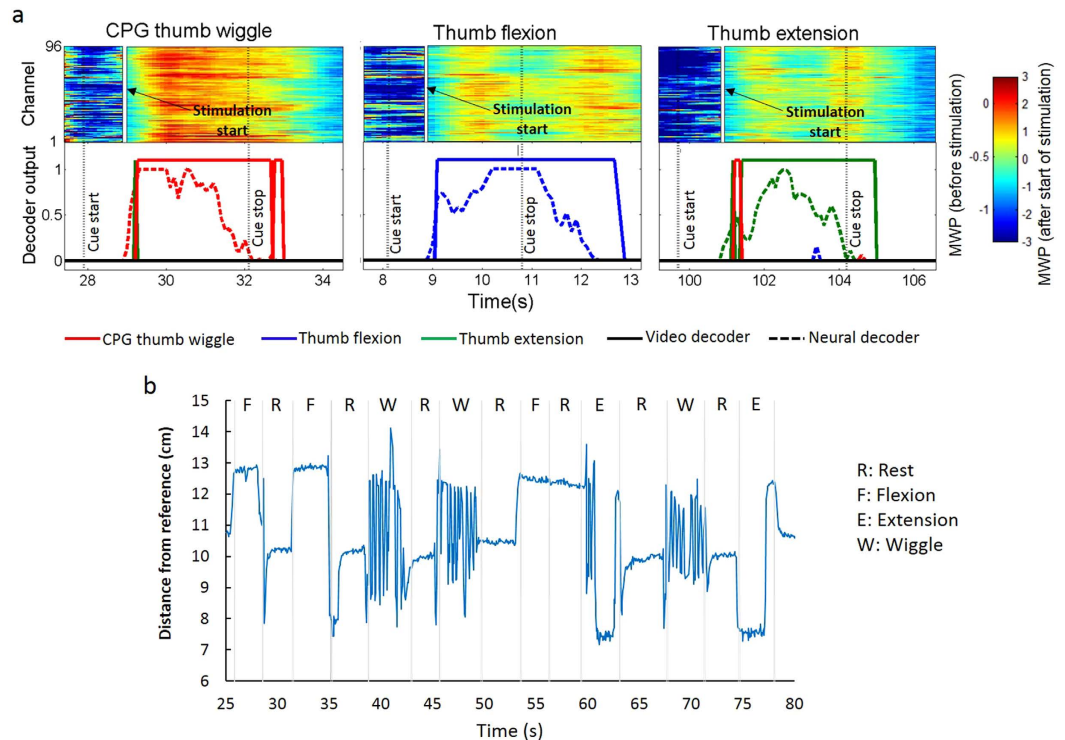 a
CPG thumb wiggle
Thumb flexion
Thumb extension
96
Channel
1
Stimulation
start
Stimulation
start
Stimulation
start
3
2
1
0
-1
-2
-3
0
-0.5
-1
MWP (before stimulation)
MWP (after start of stimulation)
Decoder output
1
0.5
0
Cue start
Cue stop
Cue start
Cue stop
Cue start
Cue stop
28 30 32 34
8 9 10 11 12 13
100 102 104 106
Time(s)
CPG thumb wiggle
Thumb flexion
Thumb extension
Video decoder
Neural decoder
b
F R F R W R W R F R E R W R E
15
14
13
12
11
10
9
8
7
6
Distance from reference (cm)
25 30 35 40 45 50 55 60 65 70 75 80
Time (s)
R: Rest
F: Flexion
E: Extension
W: Wiggle